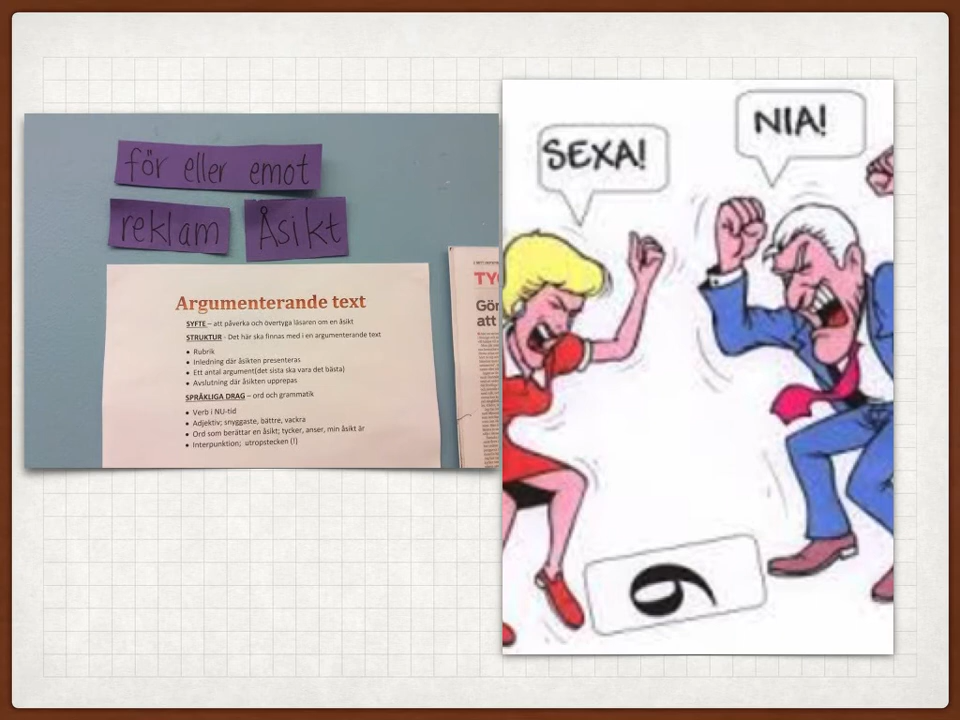 för eller emot
reklam Åsikt
Argumenterande text
SYFTE – att påverka och övertyga läsaren om en åsikt
STRUKTUR - Det här ska finnas med i en argumenterande text
• Rubrik
• Inledning där åsikten presenteras
• Ett antal argument(det sista ska vara det bästa)
• Avslutning där åsikten upprepas
SPRÅKLIGA DRAG – ord och grammatik
• Verb i NU-tid
• Adjektiv; snyggaste, bättre, vackra
• Ord som berättar en åsikt; tycker, anser, min åsikt är
• Interpunktion; utropstecken (!)
TY
Gör
att
SEXA!
NIA!
6